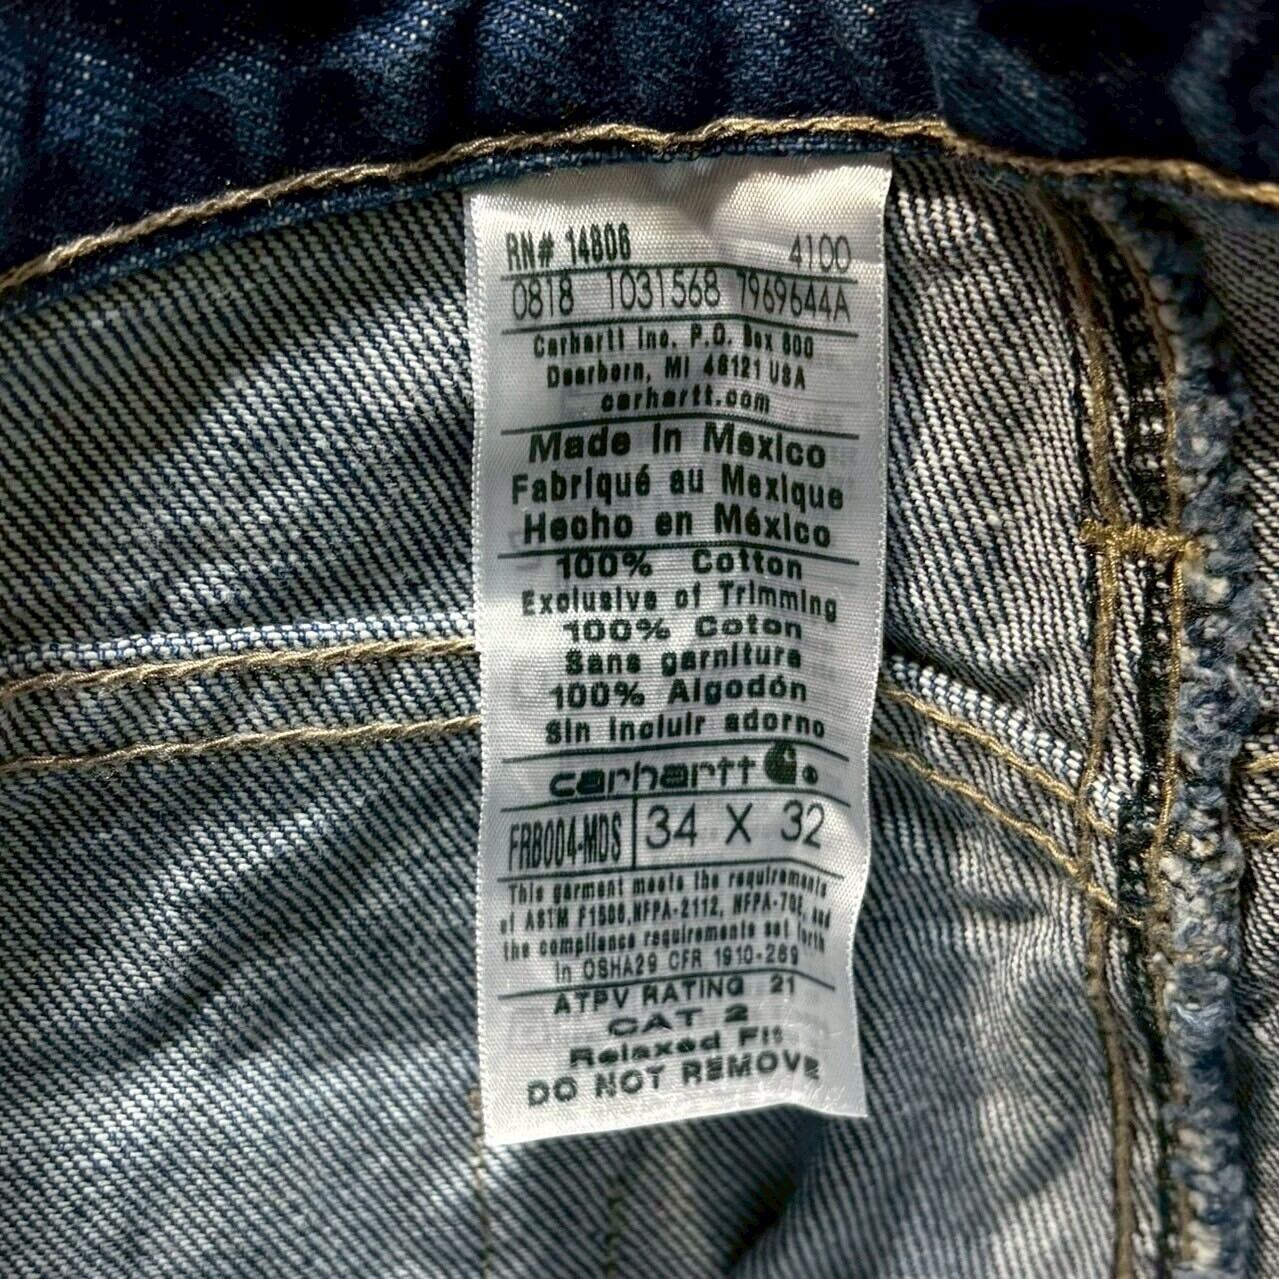 RN# 14806 4100
0818 1031568 7969644A
Carhartt Inc. P.O. Box 600
Dearborn, MI 48121 USA
carhartt.com
Made in Mexico
Fabriqué au Mexique
Hecho en México
100% Cotton
Exclusive of Trimming
100% Coton
Sans garniture
100% Algodón
Sin incluir adorno
carhartt ®
FRB004-MDS 34 X 32
This garment meets the requirements
of ASTM F1506, NFPA-2112, NFPA-70E, and
the compliance requirements set forth
in OSHA29 CFR 1910-269
ATPV RATING 21
CAT 2
Relaxed Fit
DO NOT REMOVE